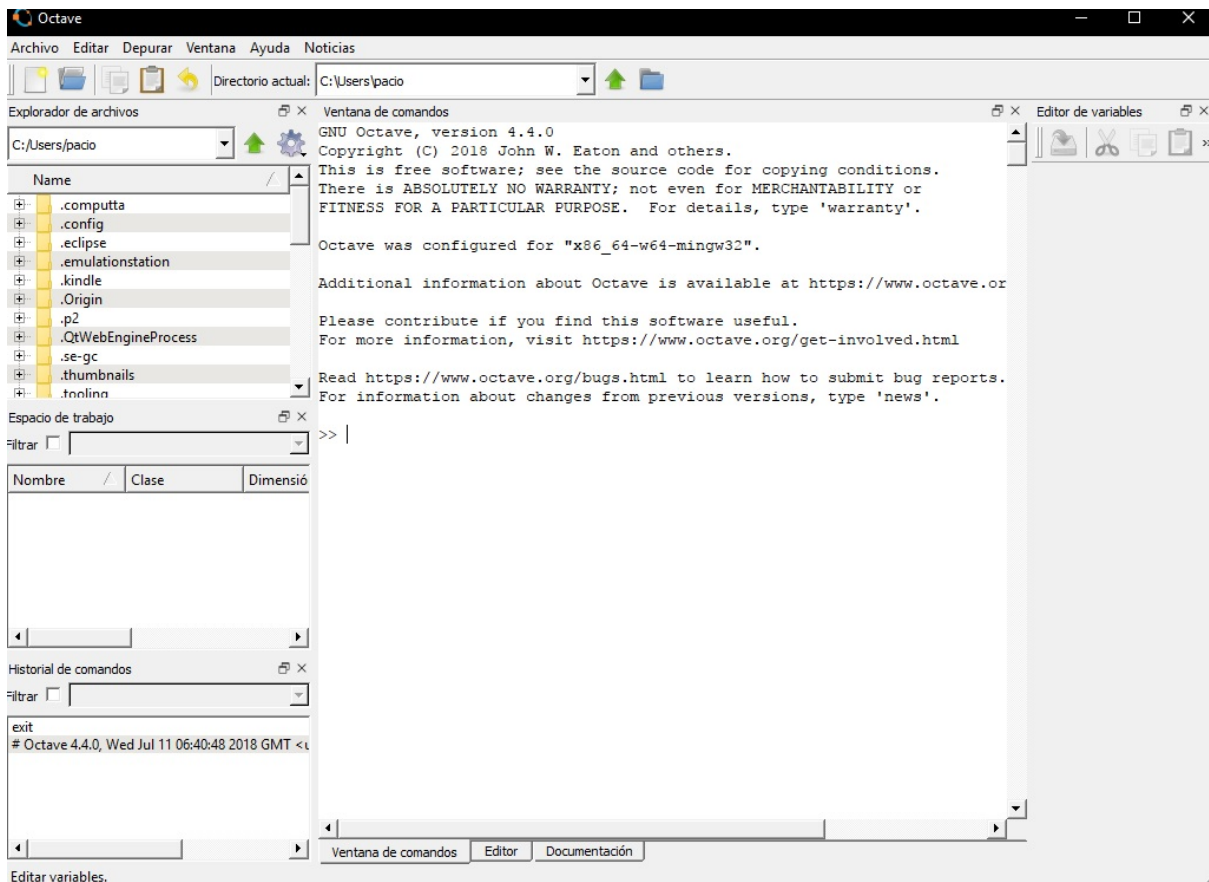 Octave
Archivo Editar Depurar Ventana Ayuda Noticias
Directorio actual: C:\Users\pacio
Explorador de archivos
C:/Users/pacio
Name
.computta
.config
.eclipse
.emulationstation
.kindle
.Origin
.p2
.QtWebEngineProcess
.se-gc
.thumbnails
.tooling
Espacio de trabajo
Filtrar
Nombre Clase Dimensió
Historial de comandos
Filtrar
exit
# Octave 4.4.0, Wed Jul 11 06:40:48 2018 GMT <u
Ventana de comandos
GNU Octave, version 4.4.0
Copyright (C) 2018 John W. Eaton and others.
This is free software; see the source code for copying conditions.
There is ABSOLUTELY NO WARRANTY; not even for MERCHANTABILITY or
FITNESS FOR A PARTICULAR PURPOSE.  For details, type 'warranty'.
Octave was configured for "x86_64-w64-mingw32".
Additional information about Octave is available at https://www.octave.or
Please contribute if you find this software useful.
For more information, visit https://www.octave.org/get-involved.html
Read https://www.octave.org/bugs.html to learn how to submit bug reports.
For information about changes from previous versions, type 'news'.
>>
Ventana de comandos Editor Documentación
Editor de variables
»
Editar variables.